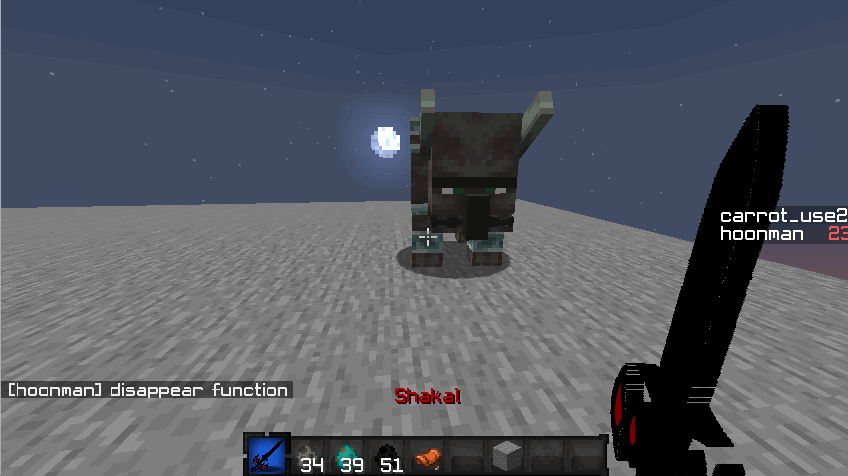 carrot_use2
hoonman 23
[hoonman] disappear function
Shakal
34 39 51